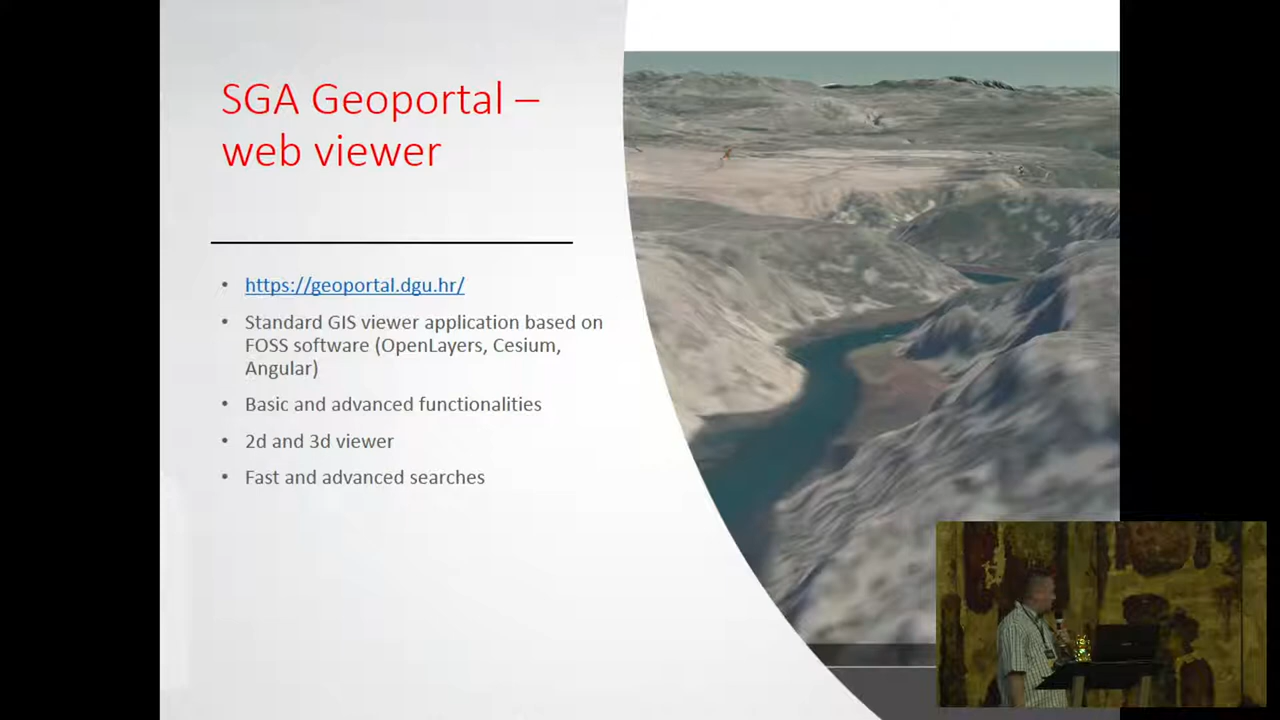 SGA Geoportal –
web viewer
• https://geoportal.dgu.hr/
• Standard GIS viewer application based on
FOSS software (OpenLayers, Cesium,
Angular)
• Basic and advanced functionalities
• 2d and 3d viewer
• Fast and advanced searches